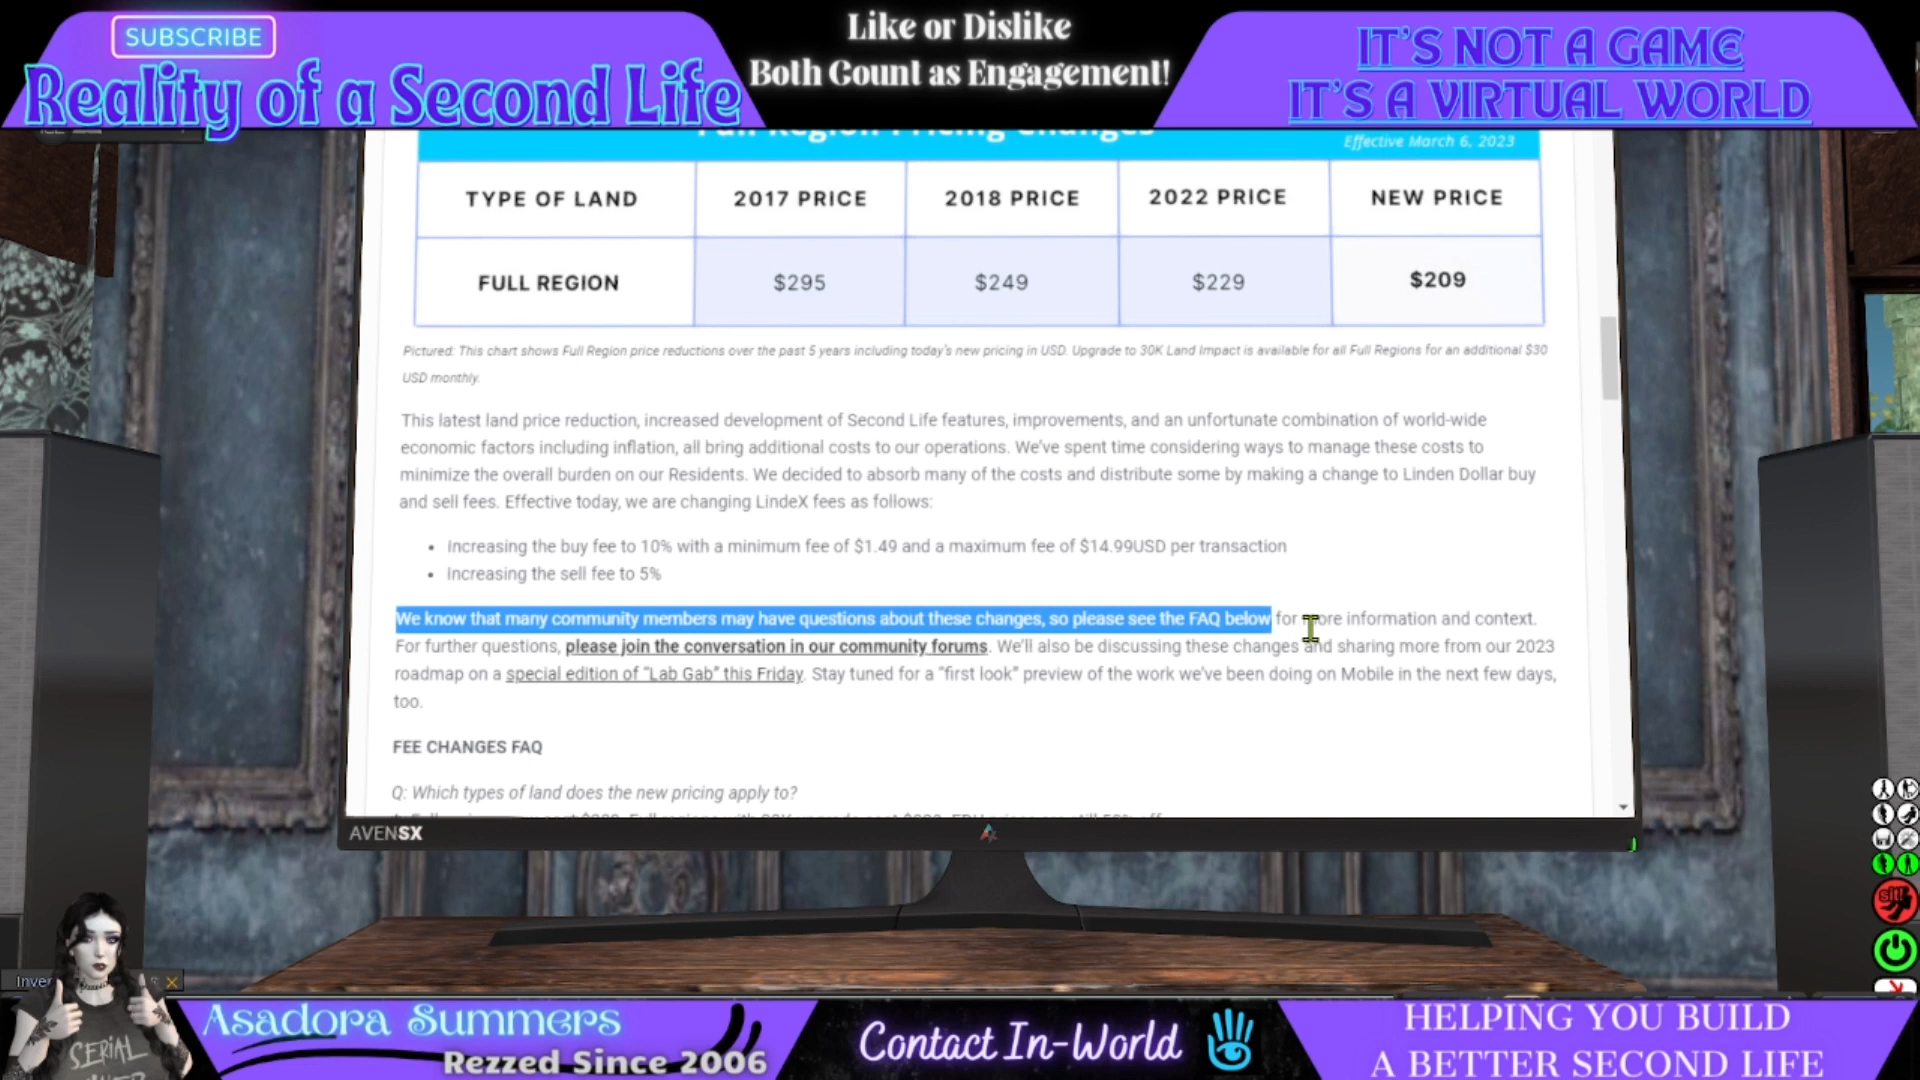 SUBSCRIBE
Reality of a Second Life
Like or Dislike
Both Count as Engagement!
IT'S NOT A GAME
IT'S A VIRTUAL WORLD
Full Region Pricing Changes
Effective March 6, 2023
TYPE OF LAND 2017 PRICE 2018 PRICE 2022 PRICE NEW PRICE
FULL REGION $295 $249 $229 $209
Pictured: This chart shows Full Region price reductions over the past 5 years including today's new pricing in USD. Upgrade to 30K Land Impact is available for all Full Regions for an additional $30
USD monthly.
This latest land price reduction, increased development of Second Life features, improvements, and an unfortunate combination of world-wide
economic factors including inflation, all bring additional costs to our operations. We've spent time considering ways to manage these costs to
minimize the overall burden on our Residents. We decided to absorb many of the costs and distribute some by making a change to Linden Dollar buy
and sell fees. Effective today, we are changing LindeX fees as follows:
• Increasing the buy fee to 10% with a minimum fee of $1.49 and a maximum fee of $14.99USD per transaction
• Increasing the sell fee to 5%
We know that many community members may have questions about these changes, so please see the FAQ below for more information and context.
For further questions, please join the conversation in our community forums. We'll also be discussing these changes and sharing more from our 2023
roadmap on a special edition of “Lab Gab” this Friday. Stay tuned for a “first look” preview of the work we've been doing on Mobile in the next few days,
too.
FEE CHANGES FAQ
Q: Which types of land does the new pricing apply to?
AVENSX
sit!
Inve
Asadora Summers
Rezzed Since 2006
SERIAL
Contact In-World
HELPING YOU BUILD
A BETTER SECOND LIFE